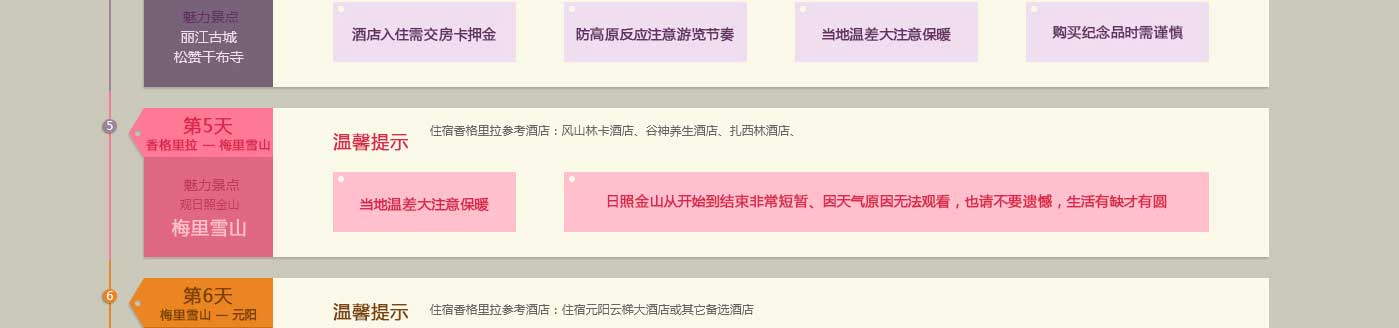 魅力景点
丽江古城
松赞干布寺
酒店入住需交房卡押金
防高原反应注意游览节奏
当地温差大注意保暖
购买纪念品时需谨慎
5
第5天
香格里拉 — 梅里雪山
魅力景点
观日照金山
梅里雪山
温馨提示
住宿香格里拉参考酒店：风山林卡酒店、谷神养生酒店、扎西林酒店、
当地温差大注意保暖
日照金山从开始到结束非常短暂、因天气原因无法观看，也请不要遗憾，生活有缺才有圆
6
第6天
梅里雪山 — 元阳
温馨提示
住宿香格里拉参考酒店：住宿元阳云梯大酒店或其它备选酒店